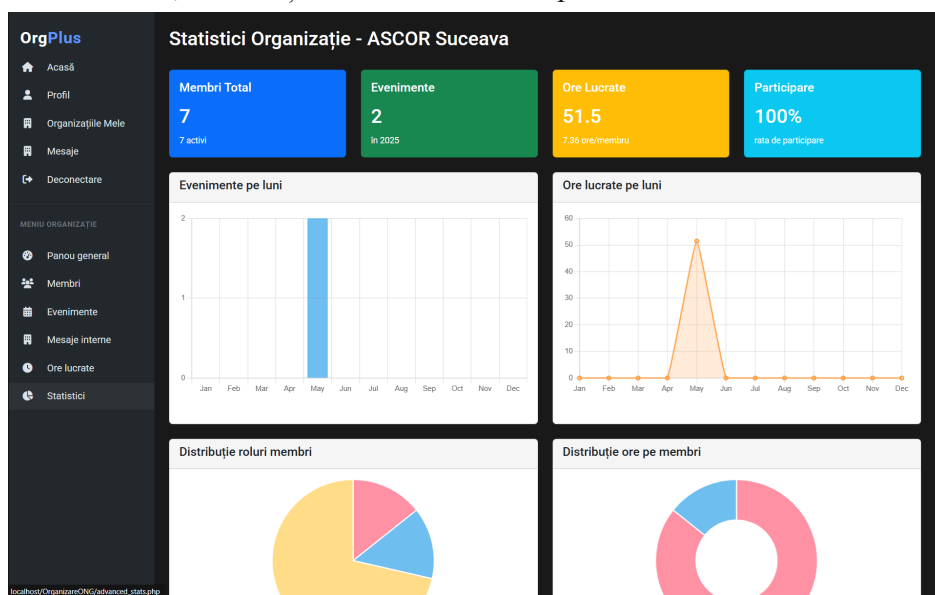 OrgPlus
Acasă
Profil
Organizațiile Mele
Mesaje
Deconectare
MENIU ORGANIZAȚIE
Panou general
Membri
Evenimente
Mesaje interne
Ore lucrate
Statistici
localhost/OrganizareONG/advanced_stats.php
Statistici Organizație - ASCOR Suceava
Membri Total
7
7 activi
Evenimente
2
în 2025
Ore Lucrate
51.5
7.36 ore/membru
Participare
100%
rata de participare
Evenimente pe luni
2
1
0
Jan Feb Mar Apr May Jun Jul Aug Sep Oct Nov Dec
Ore lucrate pe luni
60
50
40
30
20
10
0
Jan Feb Mar Apr May Jun Jul Aug Sep Oct Nov Dec
Distribuție roluri membri
Distribuție ore pe membri